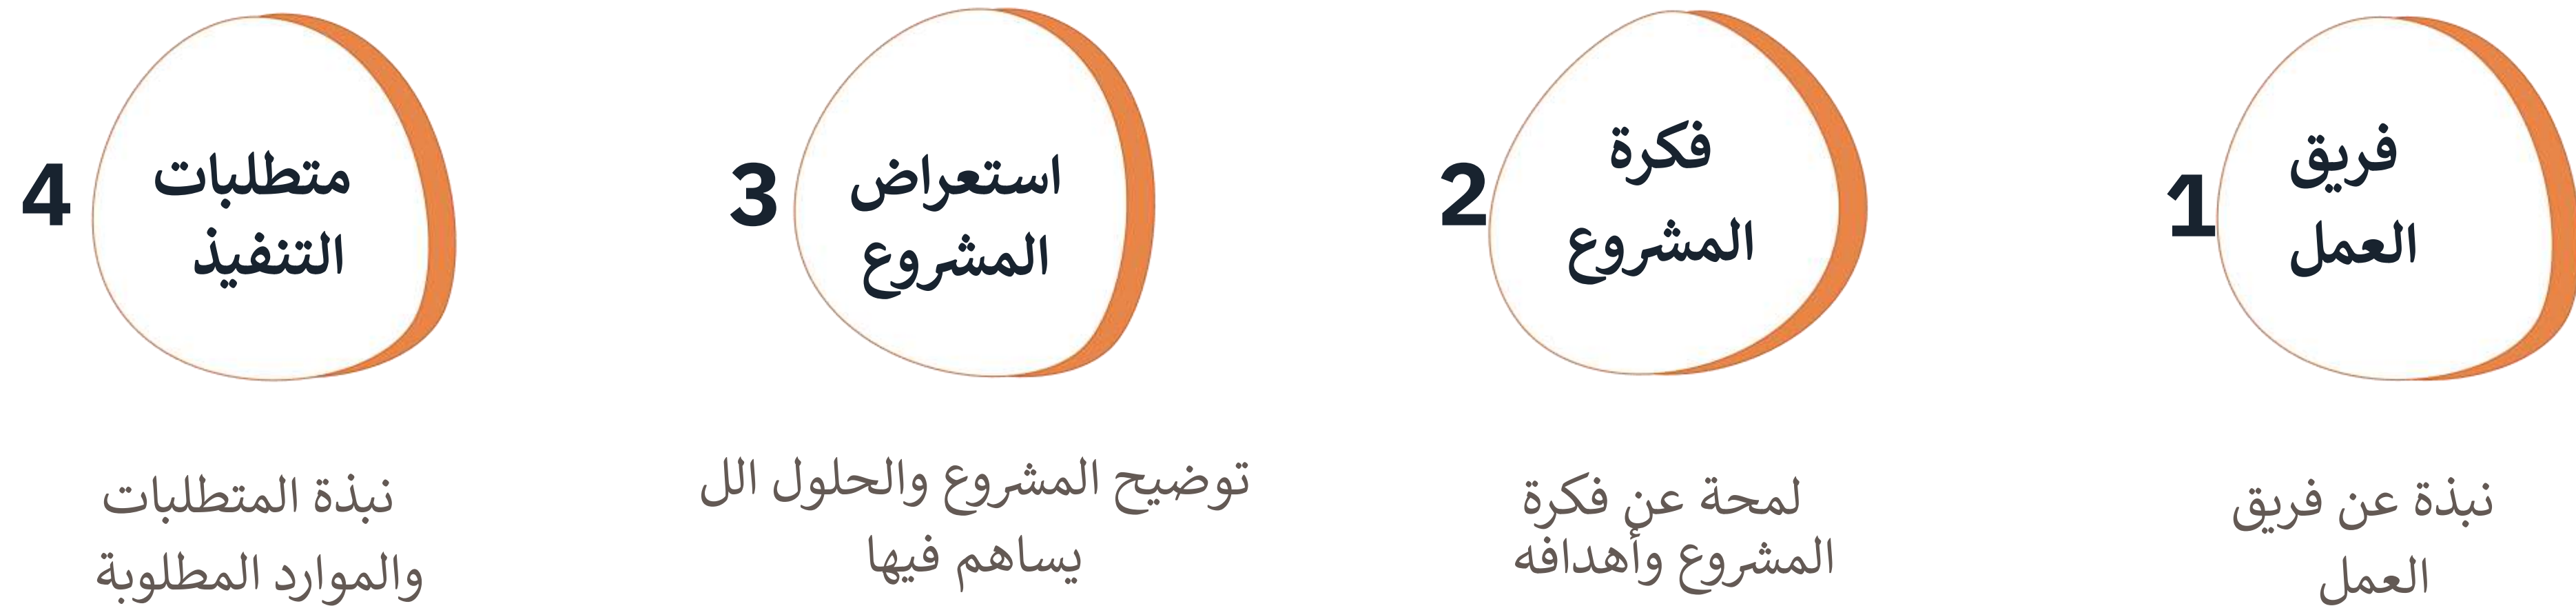 1
فريق
العمل
نبذة عن فريق
العمل
2
فكرة
المشروع
لمحة عن فكرة
المشروع وأهدافه
3
استعراض
المشروع
توضيح المشروع والحلول الل
يساهم فيها
4
متطلبات
التنفيذ
نبذة المتطلبات
والموارد المطلوبة